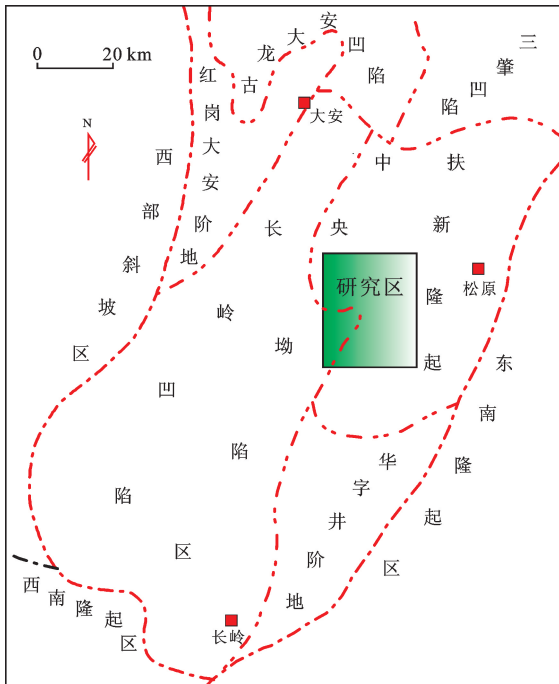 0 20 km
N
古龙大安凹陷
三肇凹陷
红岗大安阶地
大安
西部斜坡区
中央坳陷区
长岭凹陷
扶新隆起
松原
研究区
东南隆起区
华字井阶地
西南隆起区
长岭